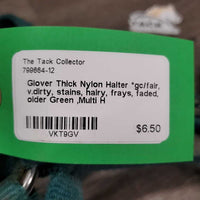 The Tack Collector
799664-12
Glover Thick Nylon Halter *gc/fair,
v.dirty, stains, hairy, frays, faded,
older Green ,Multi H
VKT9GV
$6.50